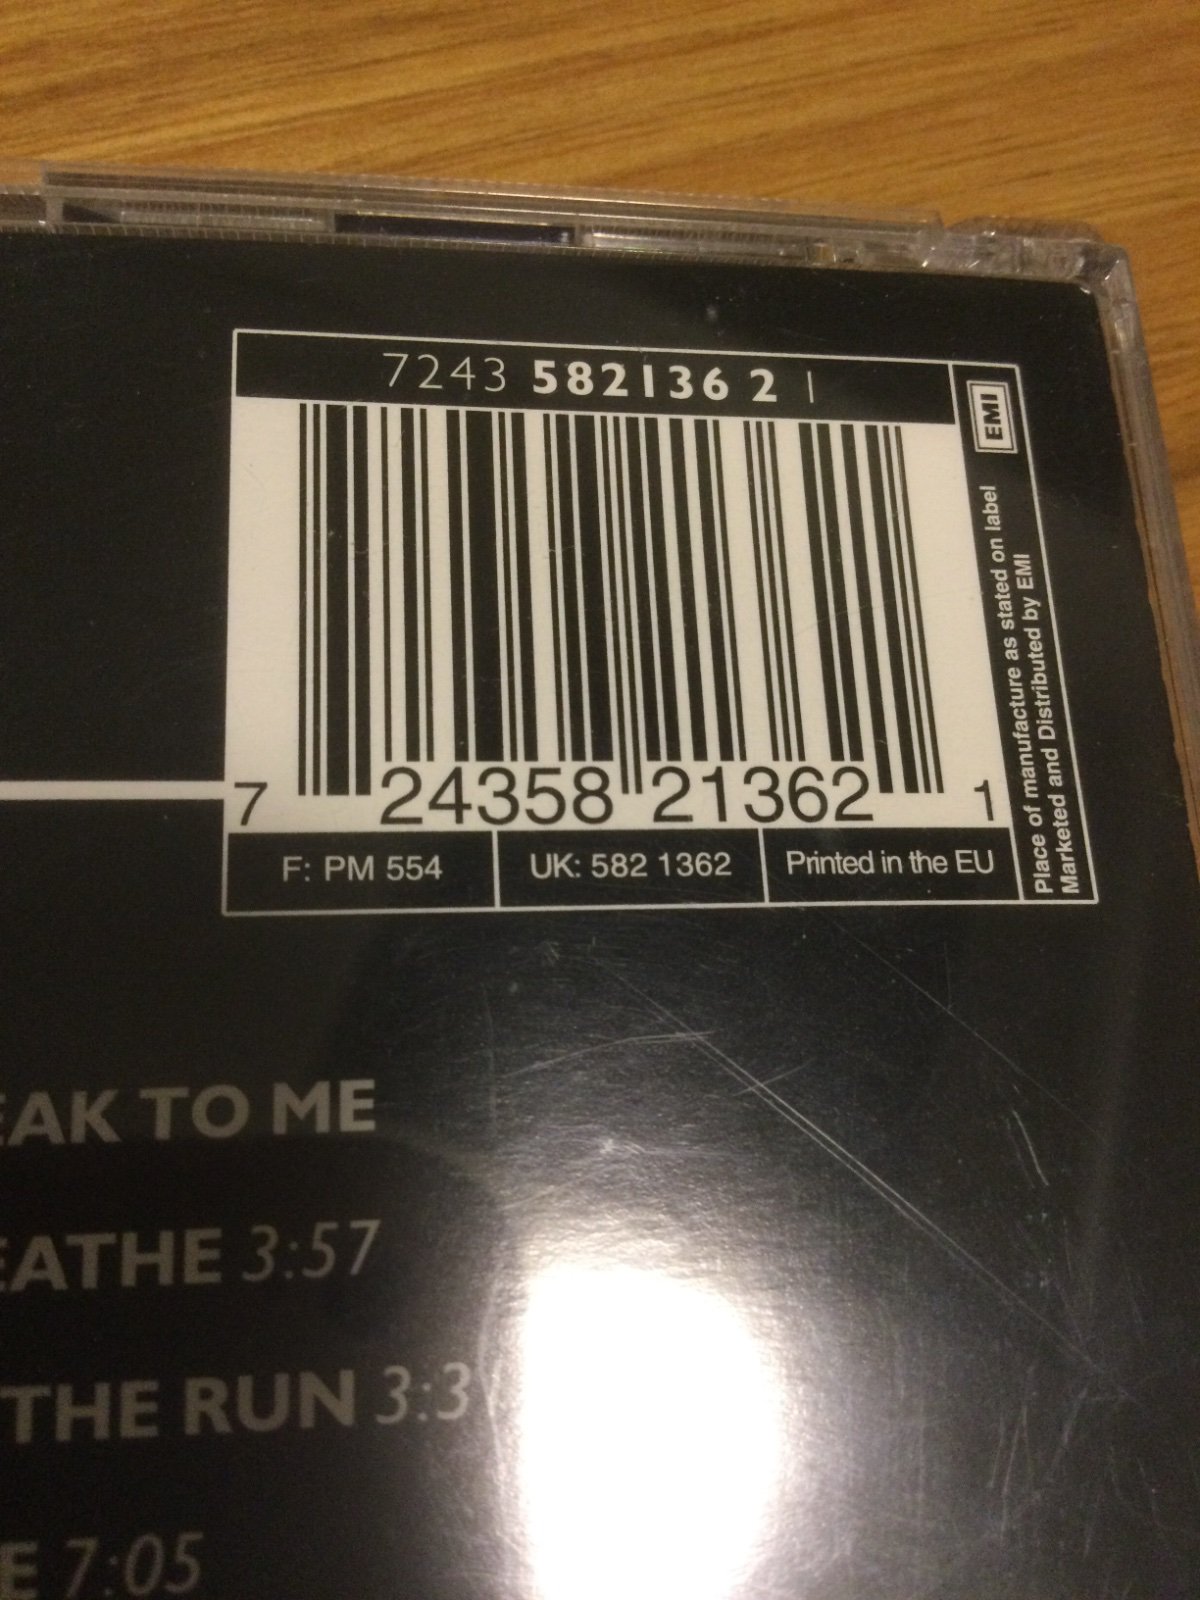 7243 582136 2 1
EMI
Place of manufacture as stated on label
Marketed and Distributed by EMI
7 24358 21362 1
F: PM 554
UK: 582 1362
Printed in the EU
EAK TO ME
EATHE 3:57
THE RUN 3:3
E 7:05